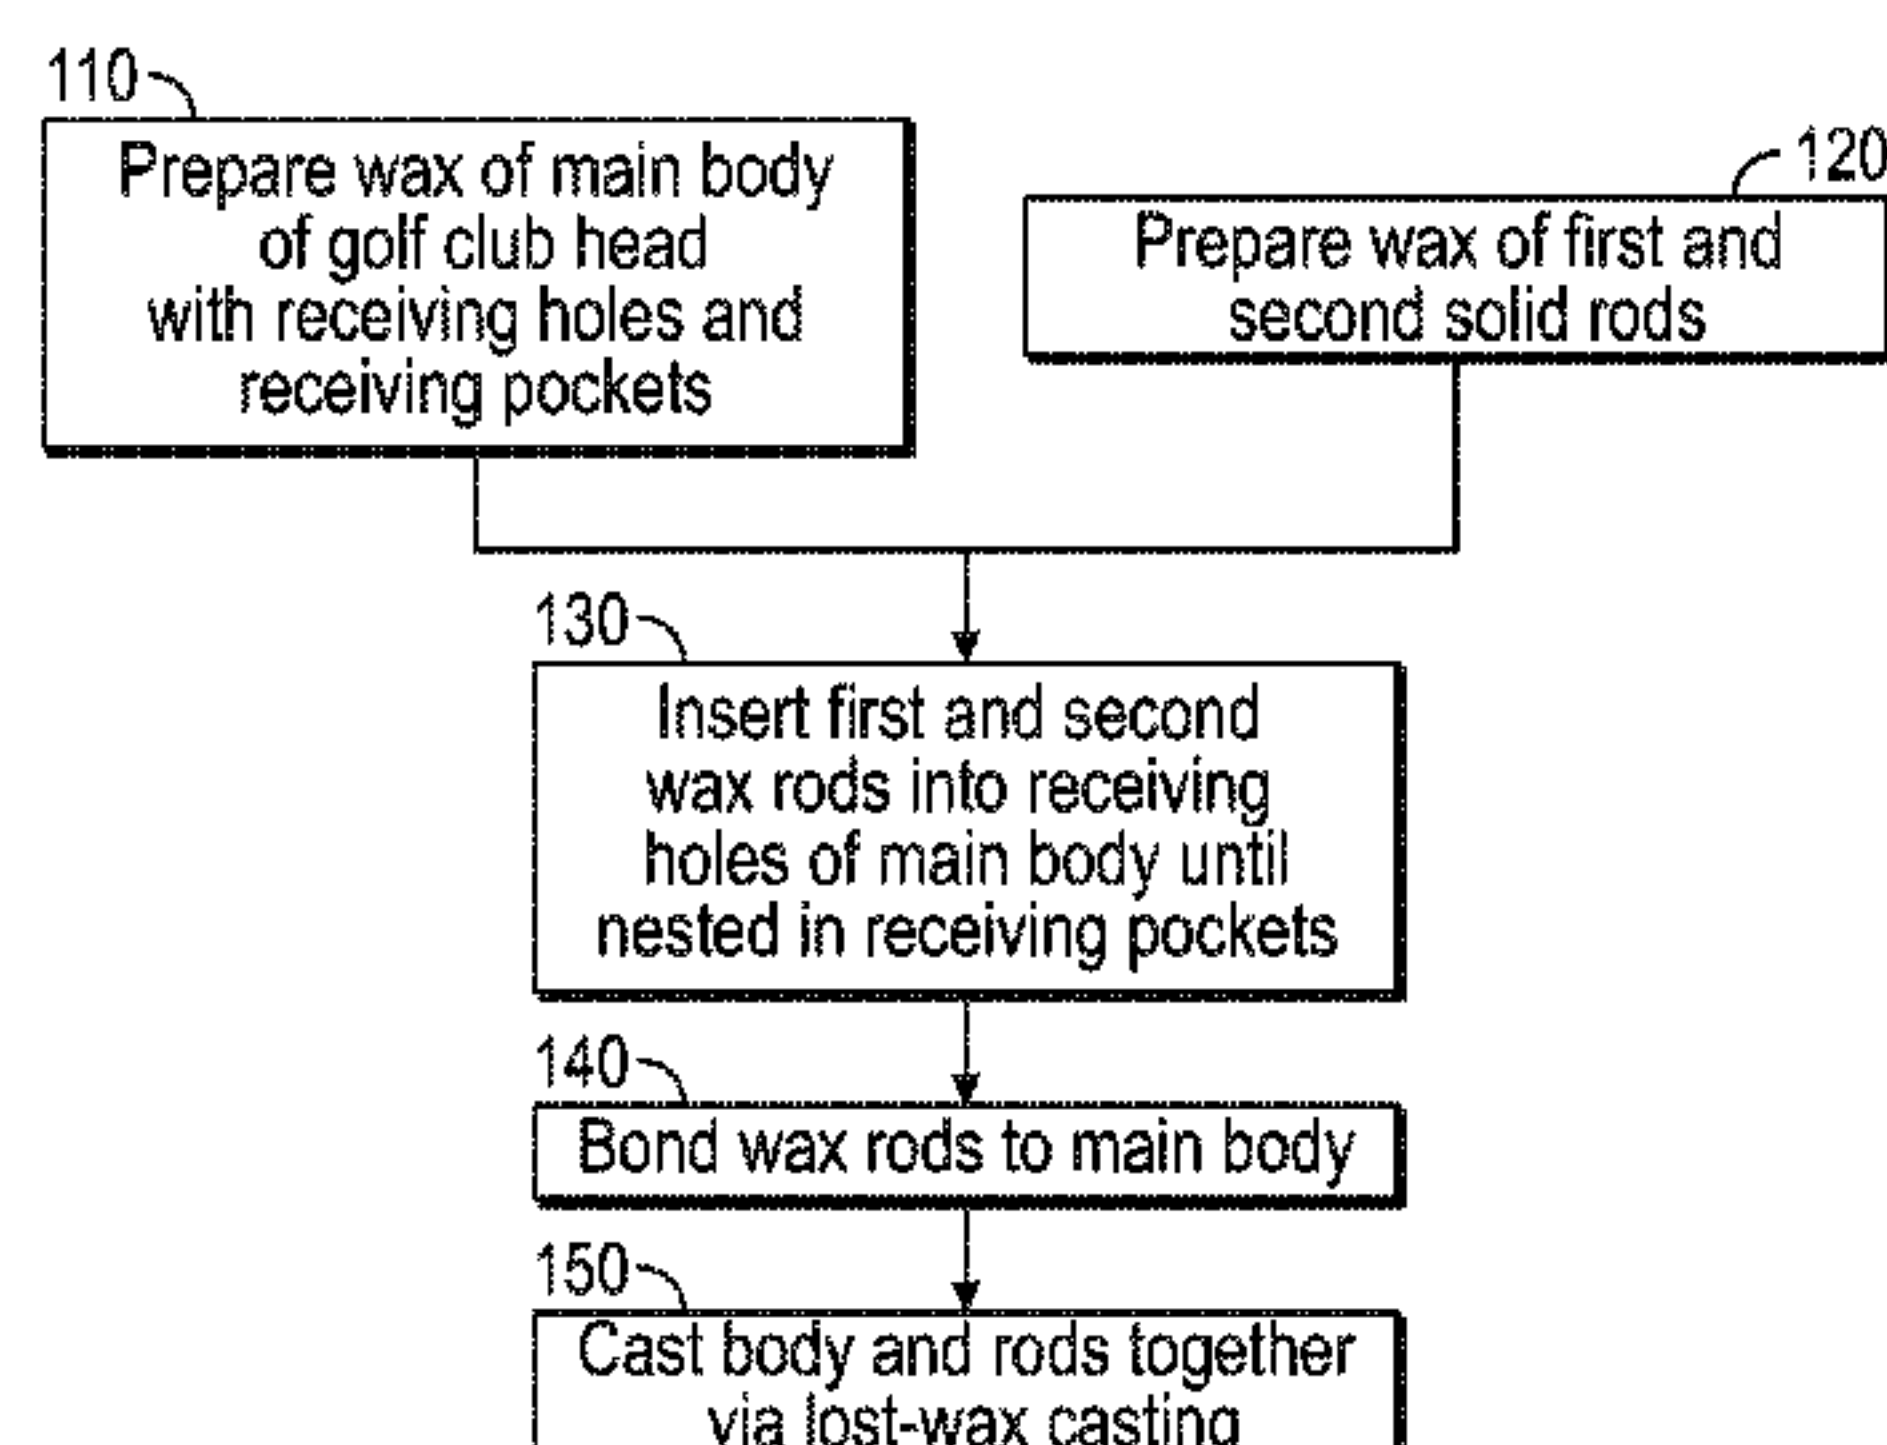 110
Prepare wax of main body
of golf club head
with receiving holes and
receiving pockets
120
Prepare wax of first and
second solid rods
130
Insert first and second
wax rods into receiving
holes of main body until
nested in receiving pockets
140
Bond wax rods to main body
150
Cast body and rods together
via lost-wax casting